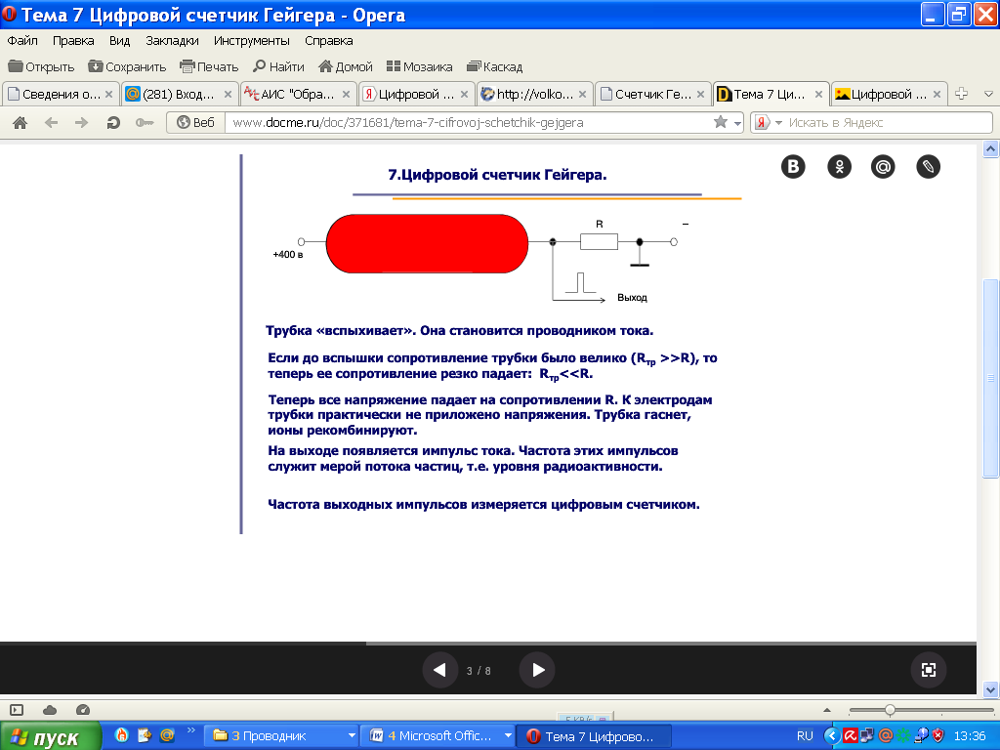 Тема 7 Цифровой счетчик Гейгера - Opera
Файл Правка Вид Закладки Инструменты Справка
Открыть Сохранить Печать Найти Домой Мозаика Каскад
Сведения о... (281) Вход... АИС "Обра... Цифровой ... http://volko... Счетчик Ге... Тема 7 Ци... Цифровой ...
Веб www.docme.ru/doc/371681/tema-7-cifrovoj-schetchik-gejgera Искать в Яндекс
7.Цифровой счетчик Гейгера.
R
–
+400 в
Выход
Трубка «вспыхивает». Она становится проводником тока.
Если до вспышки сопротивление трубки было велико (Rтр >>R), то
теперь ее сопротивление резко падает: Rтр<<R.
Теперь все напряжение падает на сопротивлении R. К электродам
трубки практически не приложено напряжения. Трубка гаснет,
ионы рекомбинируют.
На выходе появляется импульс тока. Частота этих импульсов
служит мерой потока частиц, т.е. уровня радиоактивности.
Частота выходных импульсов измеряется цифровым счетчиком.
3 / 8
пуск
3 Проводник
4 Microsoft Offic...
Тема 7 Цифрово...
RU
13:36